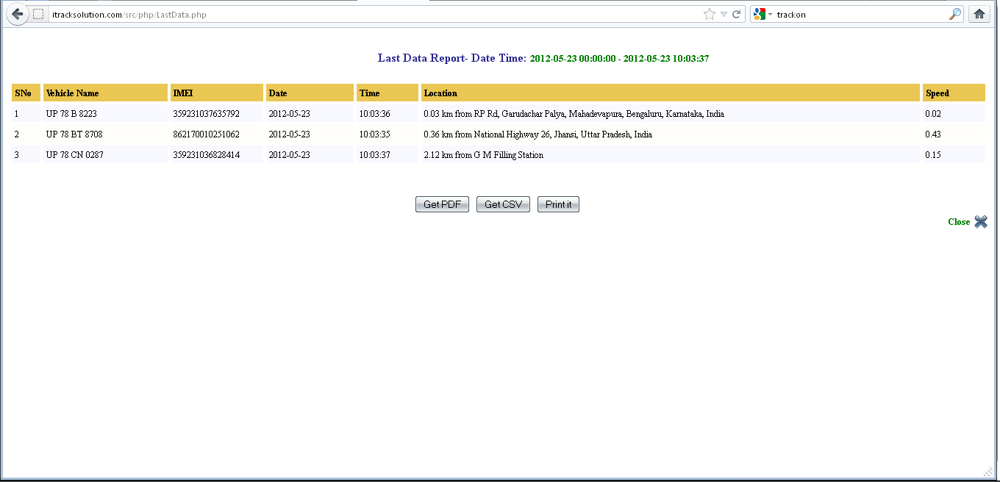 itracksolution.com/src/php/LastData.php trackon
Last Data Report- Date Time: 2012-05-23 00:00:00 - 2012-05-23 10:03:37
SNo Vehicle Name IMEI Date Time Location Speed
1 UP 78 B 8223 359231037635792 2012-05-23 10:03:36 0.03 km from RP Rd, Garudachar Palya, Mahadevapura, Bengaluru, Karnataka, India 0.02
2 UP 78 BT 8708 862170010251062 2012-05-23 10:03:35 0.36 km from National Highway 26, Jhansi, Uttar Pradesh, India 0.43
3 UP 78 CN 0287 359231036828414 2012-05-23 10:03:37 2.12 km from G M Filling Station 0.15
Get PDF Get CSV Print it
Close